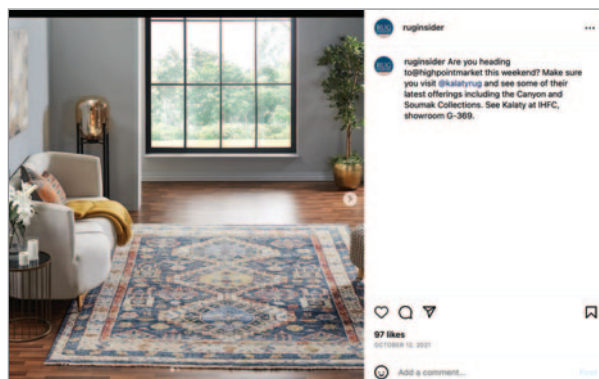 RUG
ruginsider
RUG
ruginsider Are you heading
to@highpointmarket this weekend? Make sure
you visit @kalatyrug and see some of their
latest offerings including the Canyon and
Soumak Collections. See Kalaty at IHFC,
showroom G-369.
97 likes
OCTOBER 12, 2021
Add a comment...
Post